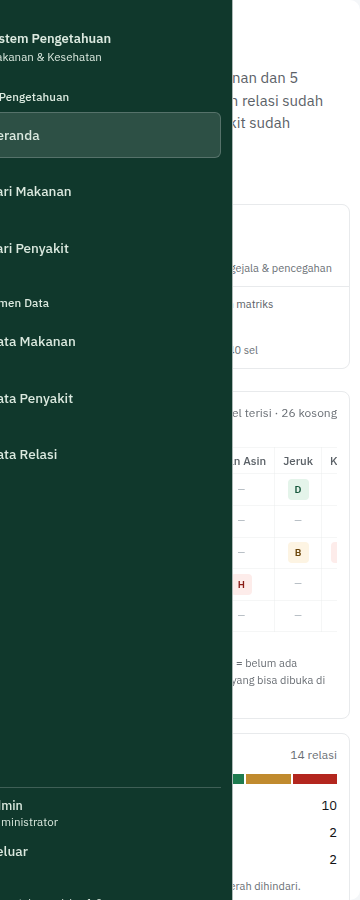 stem Pengetahuan
akanan & Kesehatan
Pengetahuan
eranda
ari Makanan
ari Penyakit
men Data
ata Makanan
ata Penyakit
ata Relasi
dmin
ministrator
eluar
nan dan 5
n relasi sudah
kit sudah
gejala & pencegahan
matriks
40 sel
el terisi · 26 kosong
n Asin Jeruk K
– D
– –
– B
H –
– –
= belum ada
yang bisa dibuka di
14 relasi
10
2
2
erah dihindari.